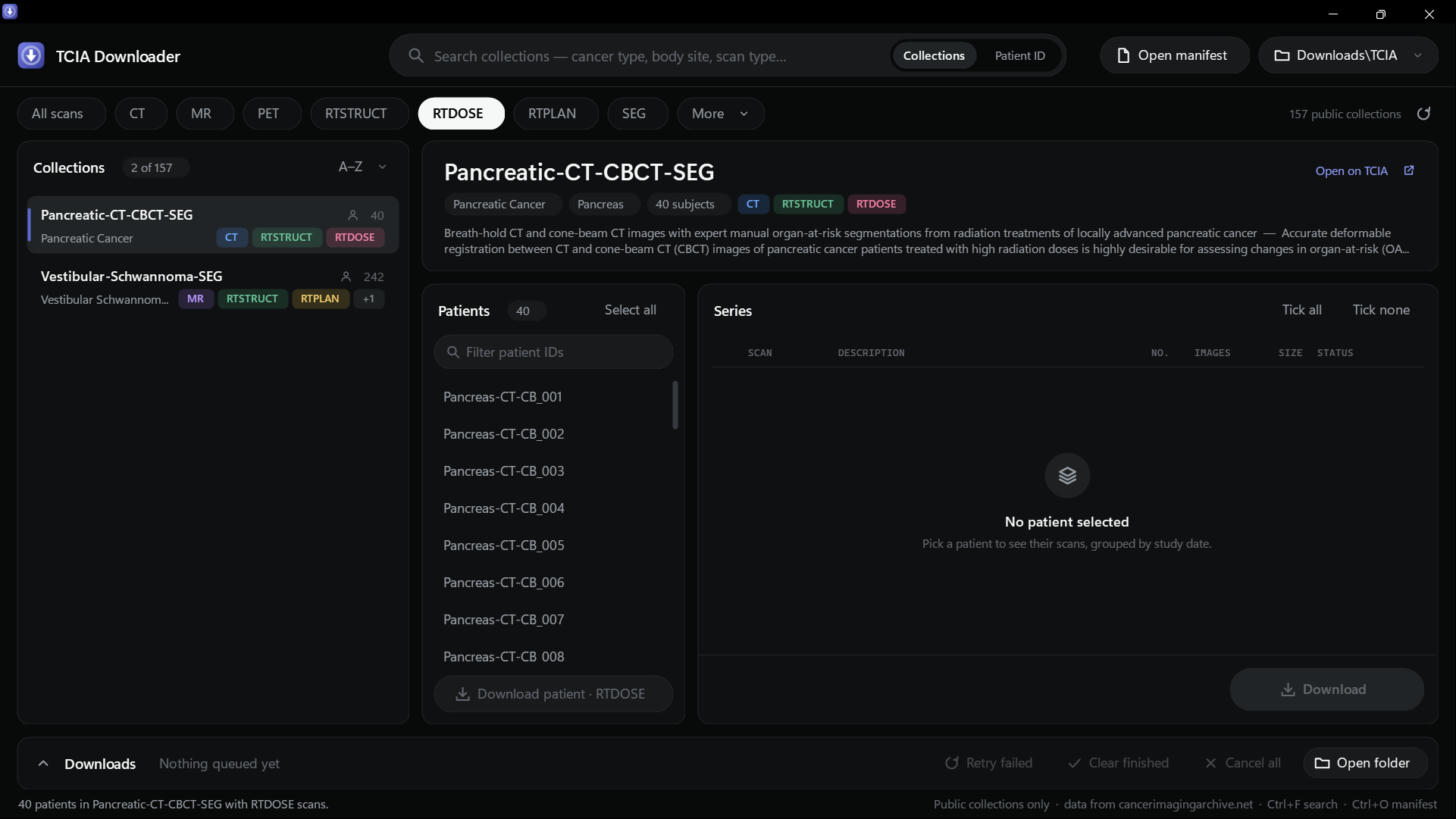 TCIA Downloader
Search collections — cancer type, body site, scan type...
Collections
Patient ID
Open manifest
Downloads\TCIA
All scans
CT
MR
PET
RTSTRUCT
RTDOSE
RTPLAN
SEG
More
157 public collections
Collections
2 of 157
A–Z
Pancreatic-CT-CBCT-SEG
40
Pancreatic Cancer
CT
RTSTRUCT
RTDOSE
Vestibular-Schwannoma-SEG
242
Vestibular Schwannom...
MR
RTSTRUCT
RTPLAN
+1
Pancreatic-CT-CBCT-SEG
Open on TCIA
Pancreatic Cancer
Pancreas
40 subjects
CT
RTSTRUCT
RTDOSE
Breath-hold CT and cone-beam CT images with expert manual organ-at-risk segmentations from radiation treatments of locally advanced pancreatic cancer — Accurate deformable
registration between CT and cone-beam CT (CBCT) images of pancreatic cancer patients treated with high radiation doses is highly desirable for assessing changes in organ-at-risk (OA...
Patients
40
Select all
Filter patient IDs
Pancreas-CT-CB_001
Pancreas-CT-CB_002
Pancreas-CT-CB_003
Pancreas-CT-CB_004
Pancreas-CT-CB_005
Pancreas-CT-CB_006
Pancreas-CT-CB_007
Pancreas-CT-CB_008
Download patient · RTDOSE
Series
Tick all
Tick none
SCAN
DESCRIPTION
NO.
IMAGES
SIZE
STATUS
No patient selected
Pick a patient to see their scans, grouped by study date.
Download
Downloads
Nothing queued yet
Retry failed
Clear finished
Cancel all
Open folder
40 patients in Pancreatic-CT-CBCT-SEG with RTDOSE scans.
Public collections only · data from cancerimagingarchive.net · Ctrl+F search · Ctrl+O manifest